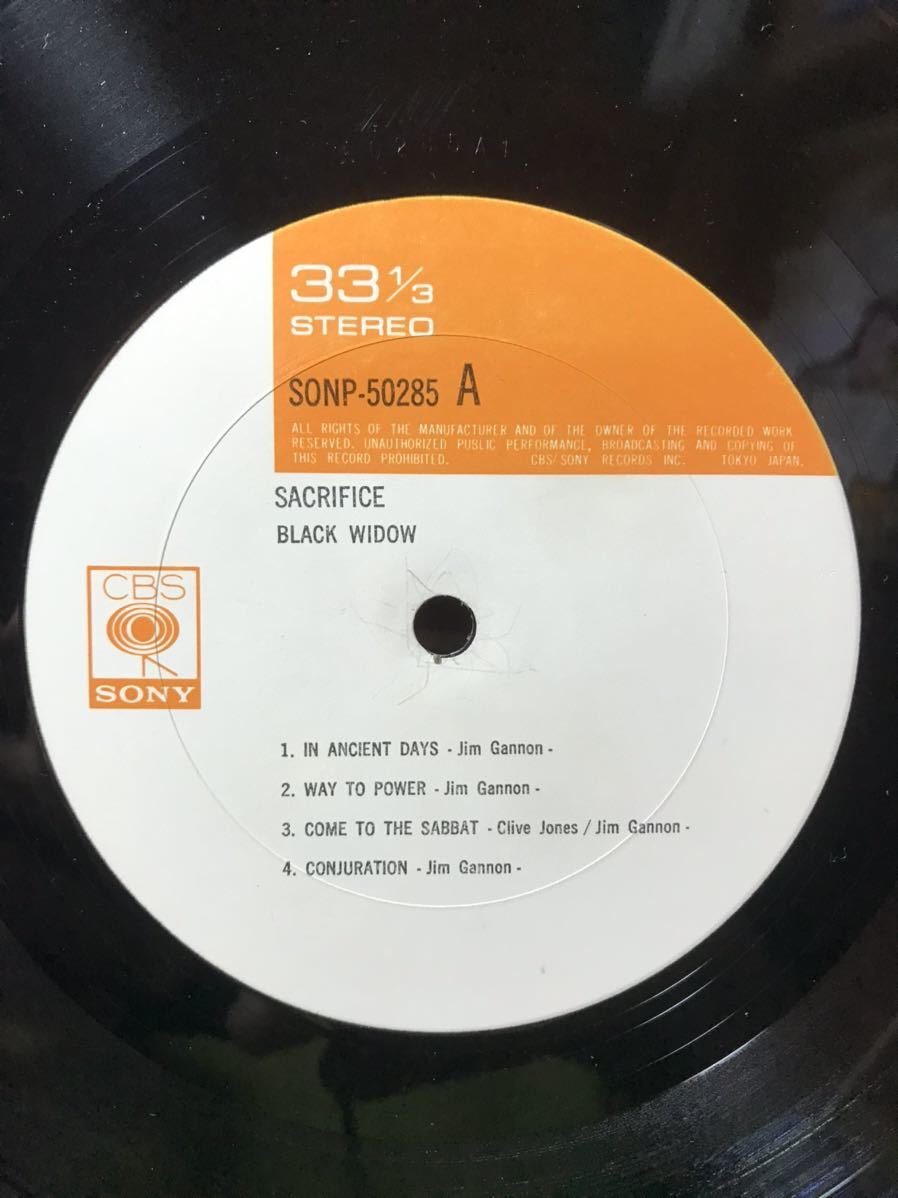 33 1/3
STEREO
SONP-50285 A
ALL RIGHTS OF THE MANUFACTURER AND OF THE OWNER OF THE RECORDED WORK
RESERVED. UNAUTHORIZED PUBLIC PERFORMANCE, BROADCASTING AND COPYING OF
THIS RECORD PROHIBITED. CBS/SONY RECORDS INC. TOKYO JAPAN.
SACRIFICE
BLACK WIDOW
CBS
SONY
1. IN ANCIENT DAYS - Jim Gannon -
2. WAY TO POWER - Jim Gannon -
3. COME TO THE SABBAT - Clive Jones / Jim Gannon -
4. CONJURATION - Jim Gannon -